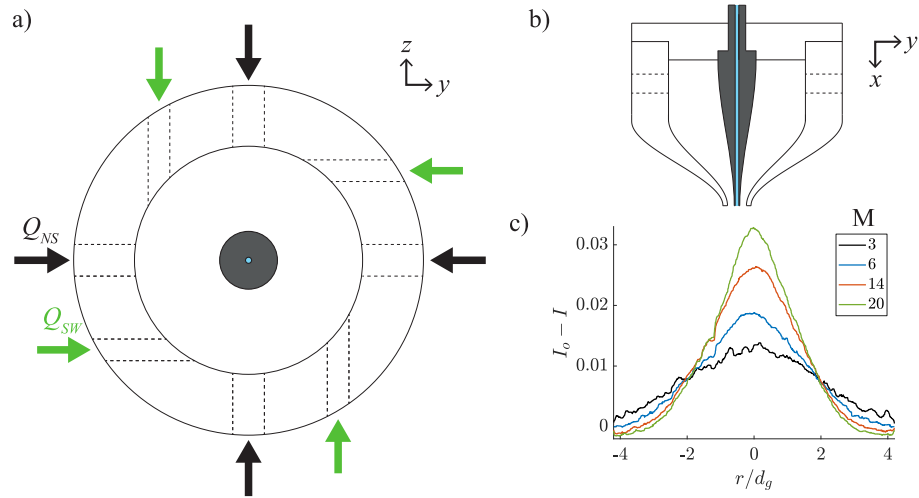 a)
z
y
Q_NS
Q_SW
b)
y
x
c)
M
3
6
14
20
0.03
0.02
0.01
0
I_o − I
-4 -2 0 2 4
r/d_g